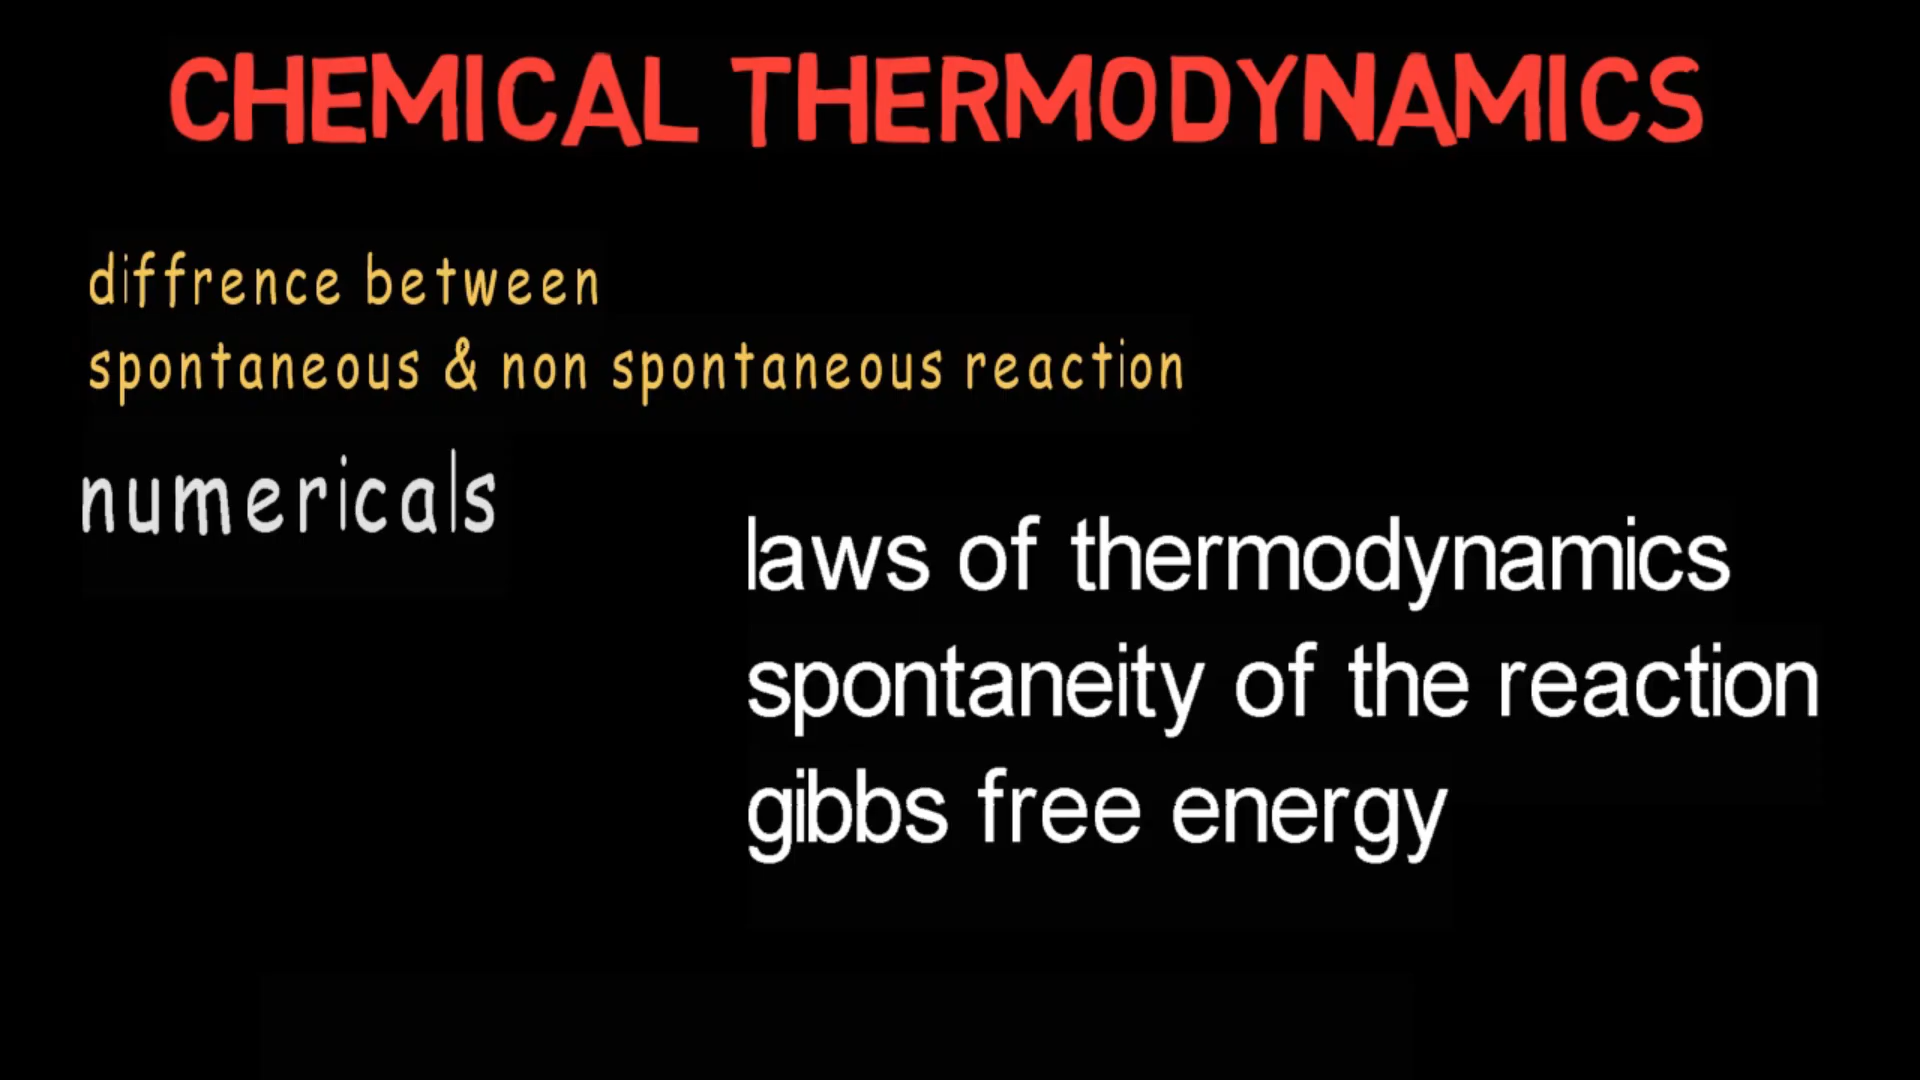 CHEMICAL THERMODYNAMICS
diffrence between
spontaneous & non spontaneous reaction
numericals
laws of thermodynamics
spontaneity of the reaction
gibbs free energy